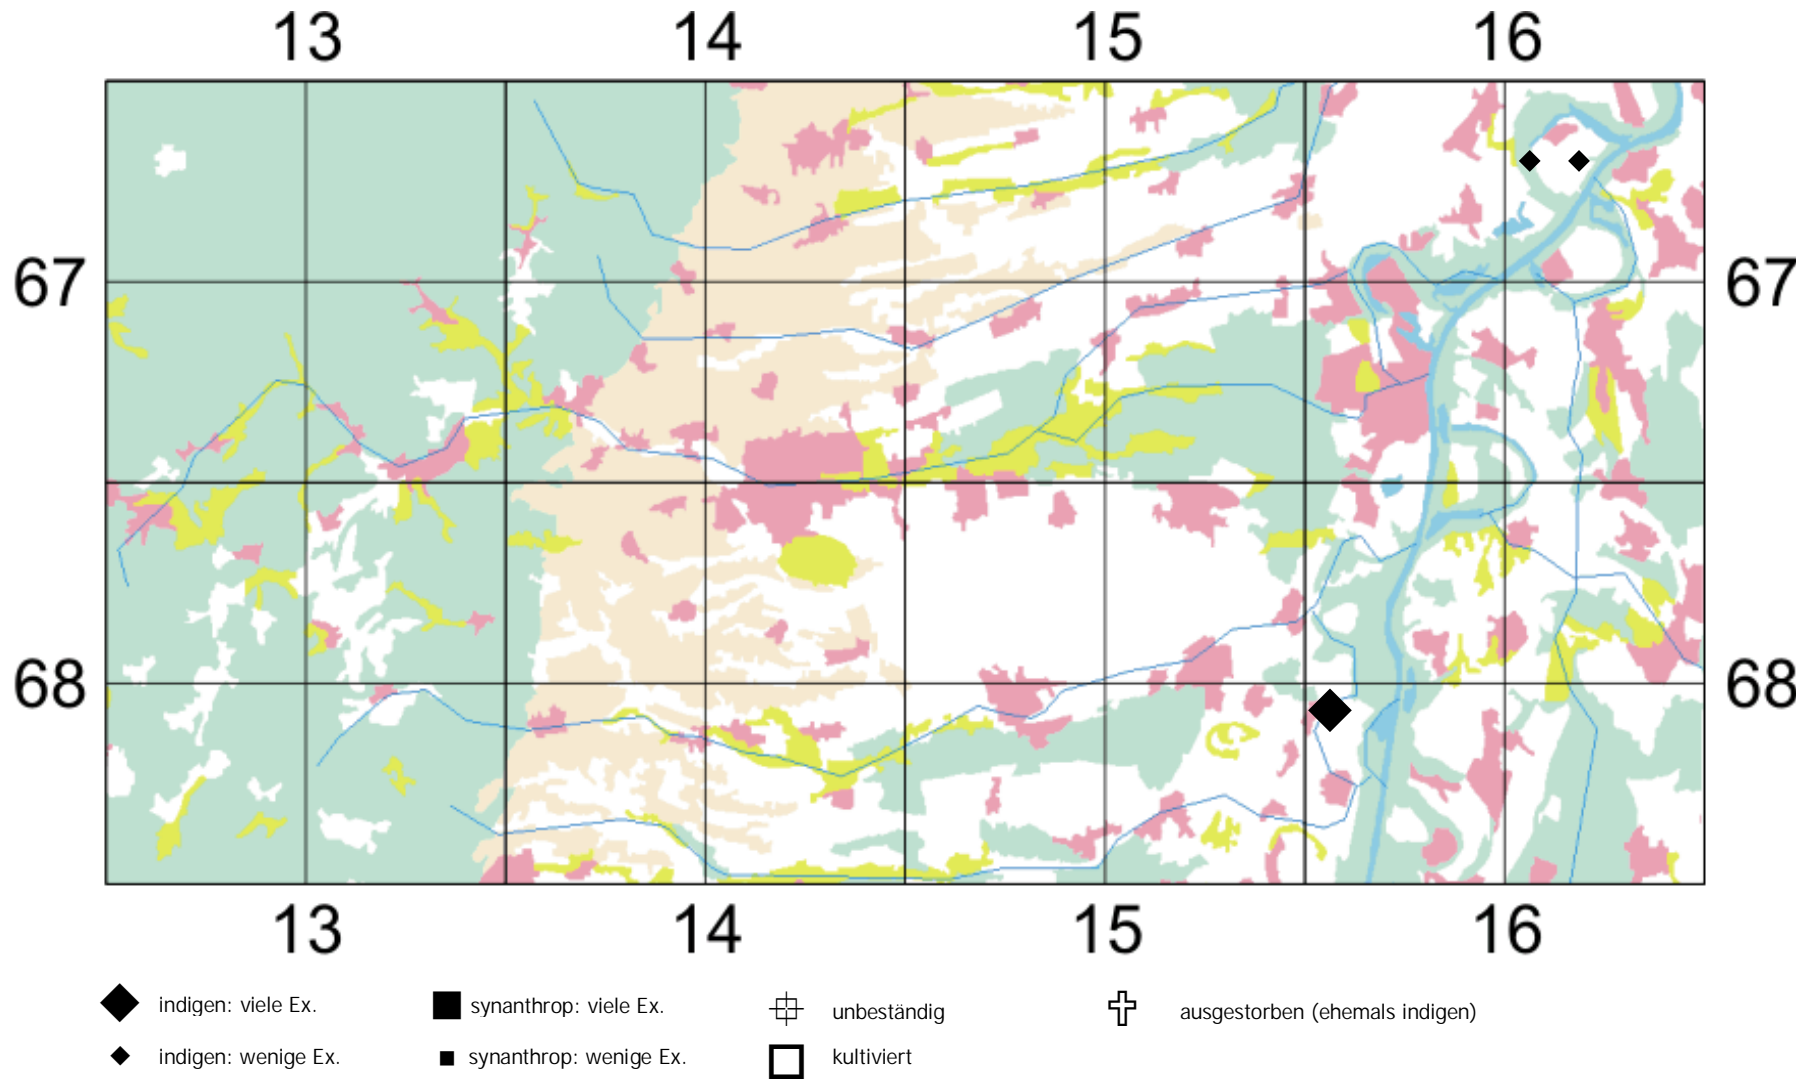 13 14 15 16
67 67
68 68
13 14 15 16
indigen: viele Ex. synanthrop: viele Ex. unbeständig ausgestorben (ehemals indigen)
indigen: wenige Ex. synanthrop: wenige Ex. kultiviert